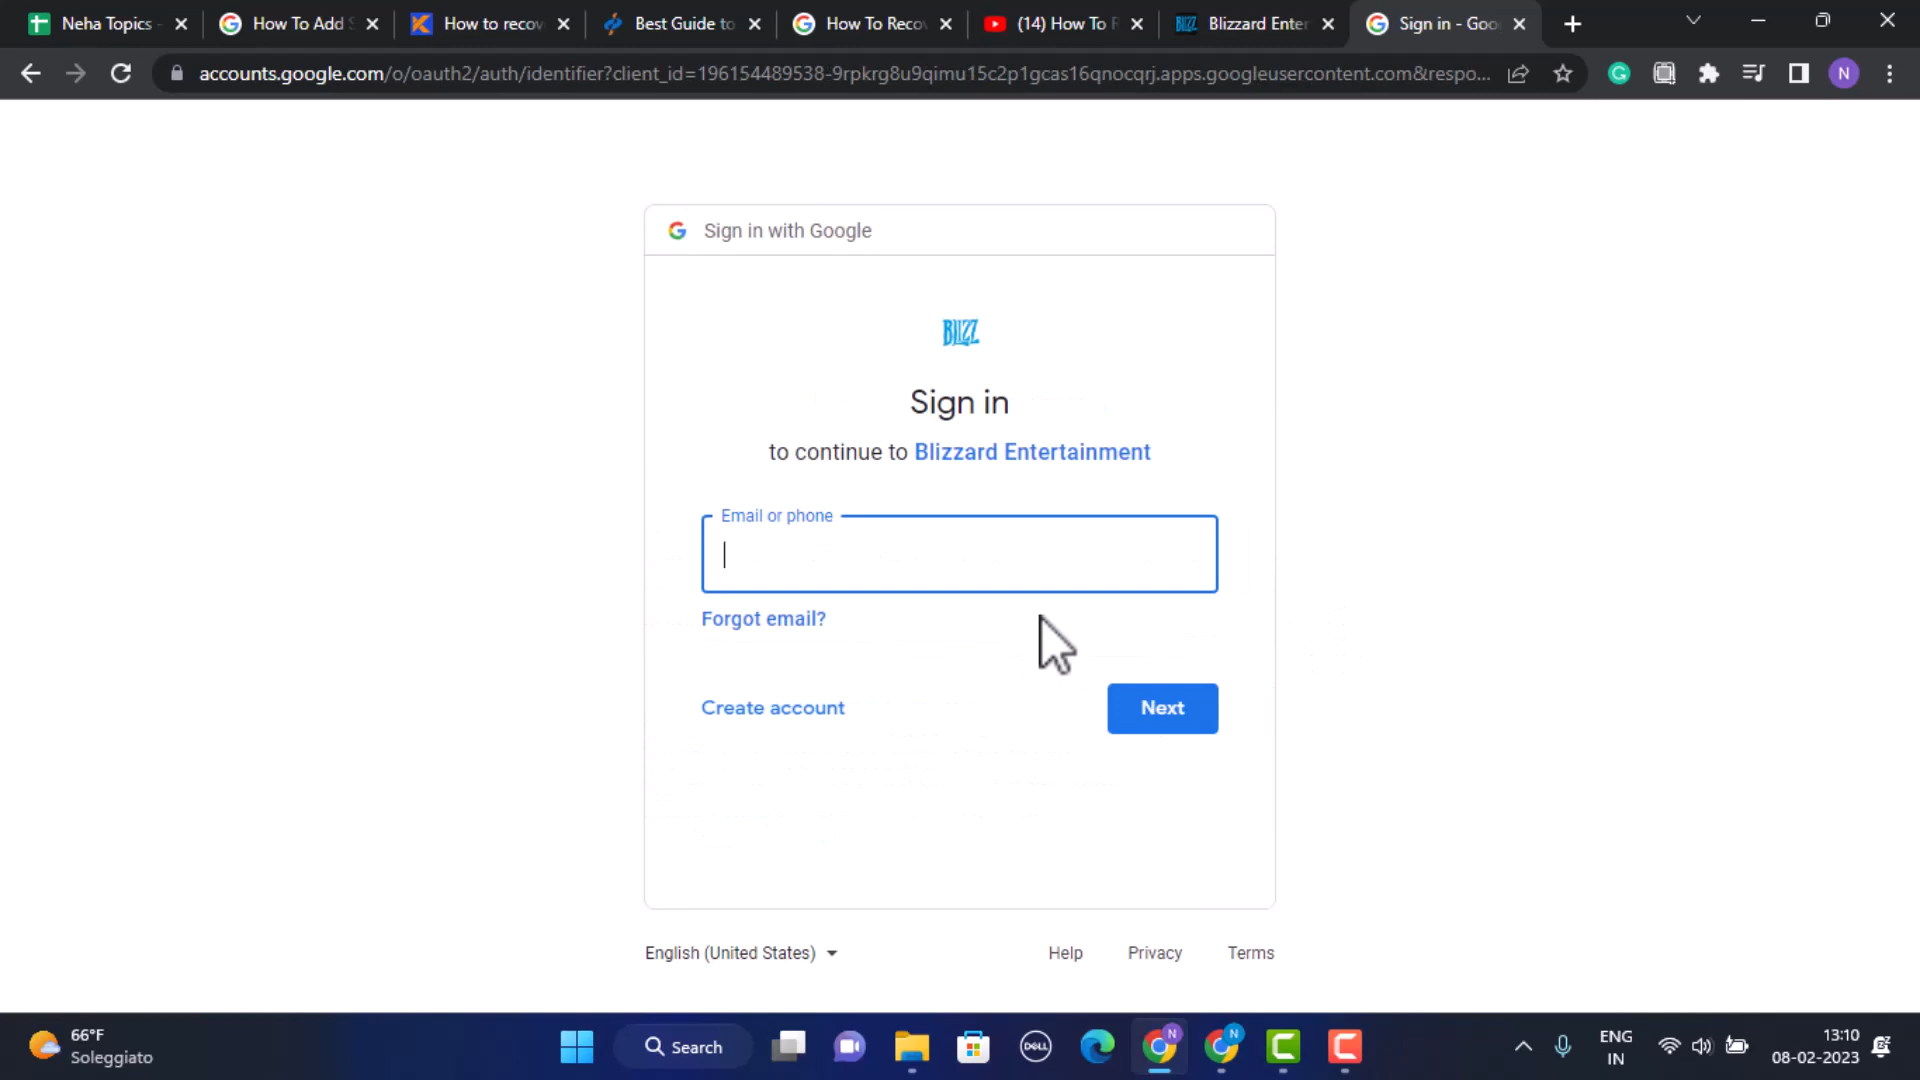 Neha Topics -
How To Add S
How to recov
Best Guide to
How To Recov
(14) How To R
Blizzard Enter
Sign in - Goo
accounts.google.com/o/oauth2/auth/identifier?client_id=196154489538-9rpkrg8u9qimu15c2p1gcas16qnocqrj.apps.googleusercontent.com&respo...
N
Sign in with Google
BLIZZ
Sign in
to continue to Blizzard Entertainment
Email or phone
Forgot email?
Create account
Next
English (United States)
Help
Privacy
Terms
66°F
Soleggiato
Search
DELL
N
N
ENG
IN
13:10
08-02-2023